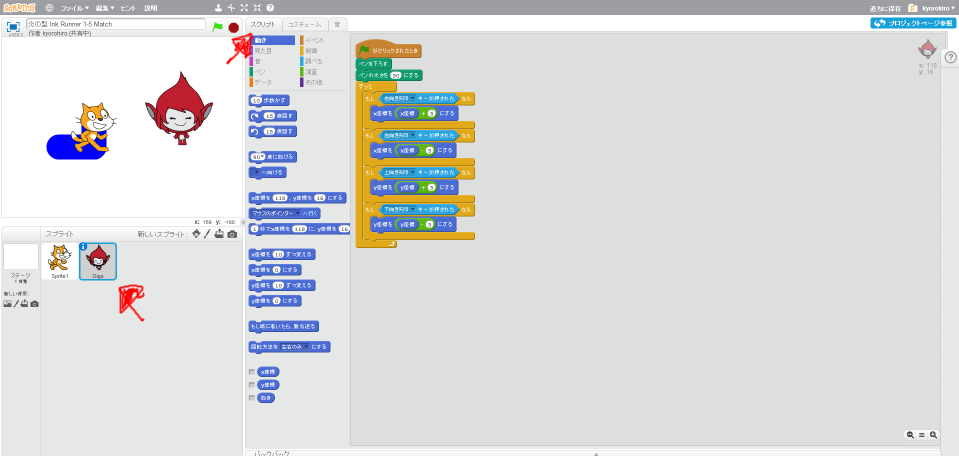 SCRATCH ファイル▼ 編集▼ ヒント 説明 直ちに保存 kyorohiro▼
炎の型 Ink Runner 1-5 Match
作者 kyorohiro (共有中)
スクリプト コスチューム 音
プロジェクトページ参照
動き イベント
見た目 制御
音 調べる
ペン 演算
データ その他
10 歩動かす
15 度回す
15 度回す
90▼ 度に向ける
▼ へ向ける
x座標を 118 、y座標を 16 にする
マウスのポインター▼ へ行く
1 秒でx座標を 118 に、y座標を 16
x座標を 10 ずつ変える
x座標を 0 にする
y座標を 10 ずつ変える
y座標を 0 にする
もし端に着いたら、跳ね返る
回転方法を 左右のみ▼ にする
x座標
y座標
向き
がクリックされたとき
ペンを下ろす
ペンの太さを 50 にする
ずっと
もし 右向き矢印▼ キーが押された なら
x座標を x座標 + 3 にする
もし 左向き矢印▼ キーが押された なら
x座標を x座標 - 3 にする
もし 上向き矢印▼ キーが押された なら
y座標を y座標 + 3 にする
もし 下向き矢印▼ キーが押された なら
y座標を y座標 - 3 にする
x: 118
y: 16
x: 159 y: -180
スプライト 新しいスプライト:
ステージ
1 背景
新しい背景:
Sprite1
Giga
バックパック